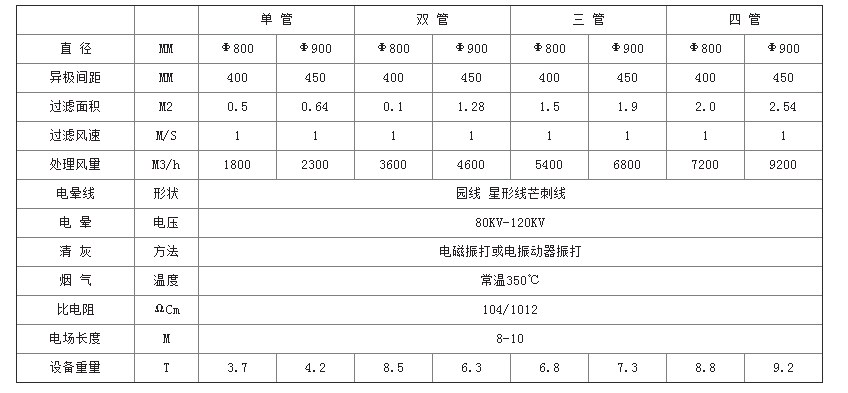 单 管 双 管 三 管 四 管
直 径 MM Φ800 Φ900 Φ800 Φ900 Φ800 Φ900 Φ800 Φ900
异极间距 MM 400 450 400 450 400 450 400 450
过滤面积 M2 0.5 0.64 0.1 1.28 1.5 1.9 2.0 2.54
过滤风速 M/S 1 1 1 1 1 1 1 1
处理风量 M3/h 1800 2300 3600 4600 5400 6800 7200 9200
电晕线 形状 园线 星形线芒刺线
电 晕 电压 80KV-120KV
清 灰 方法 电磁振打或电振动器振打
烟 气 温度 常温350℃
比电阻 ΩCm 104/1012
电场长度 M 8-10
设备重量 T 3.7 4.2 8.5 6.3 6.8 7.3 8.8 9.2